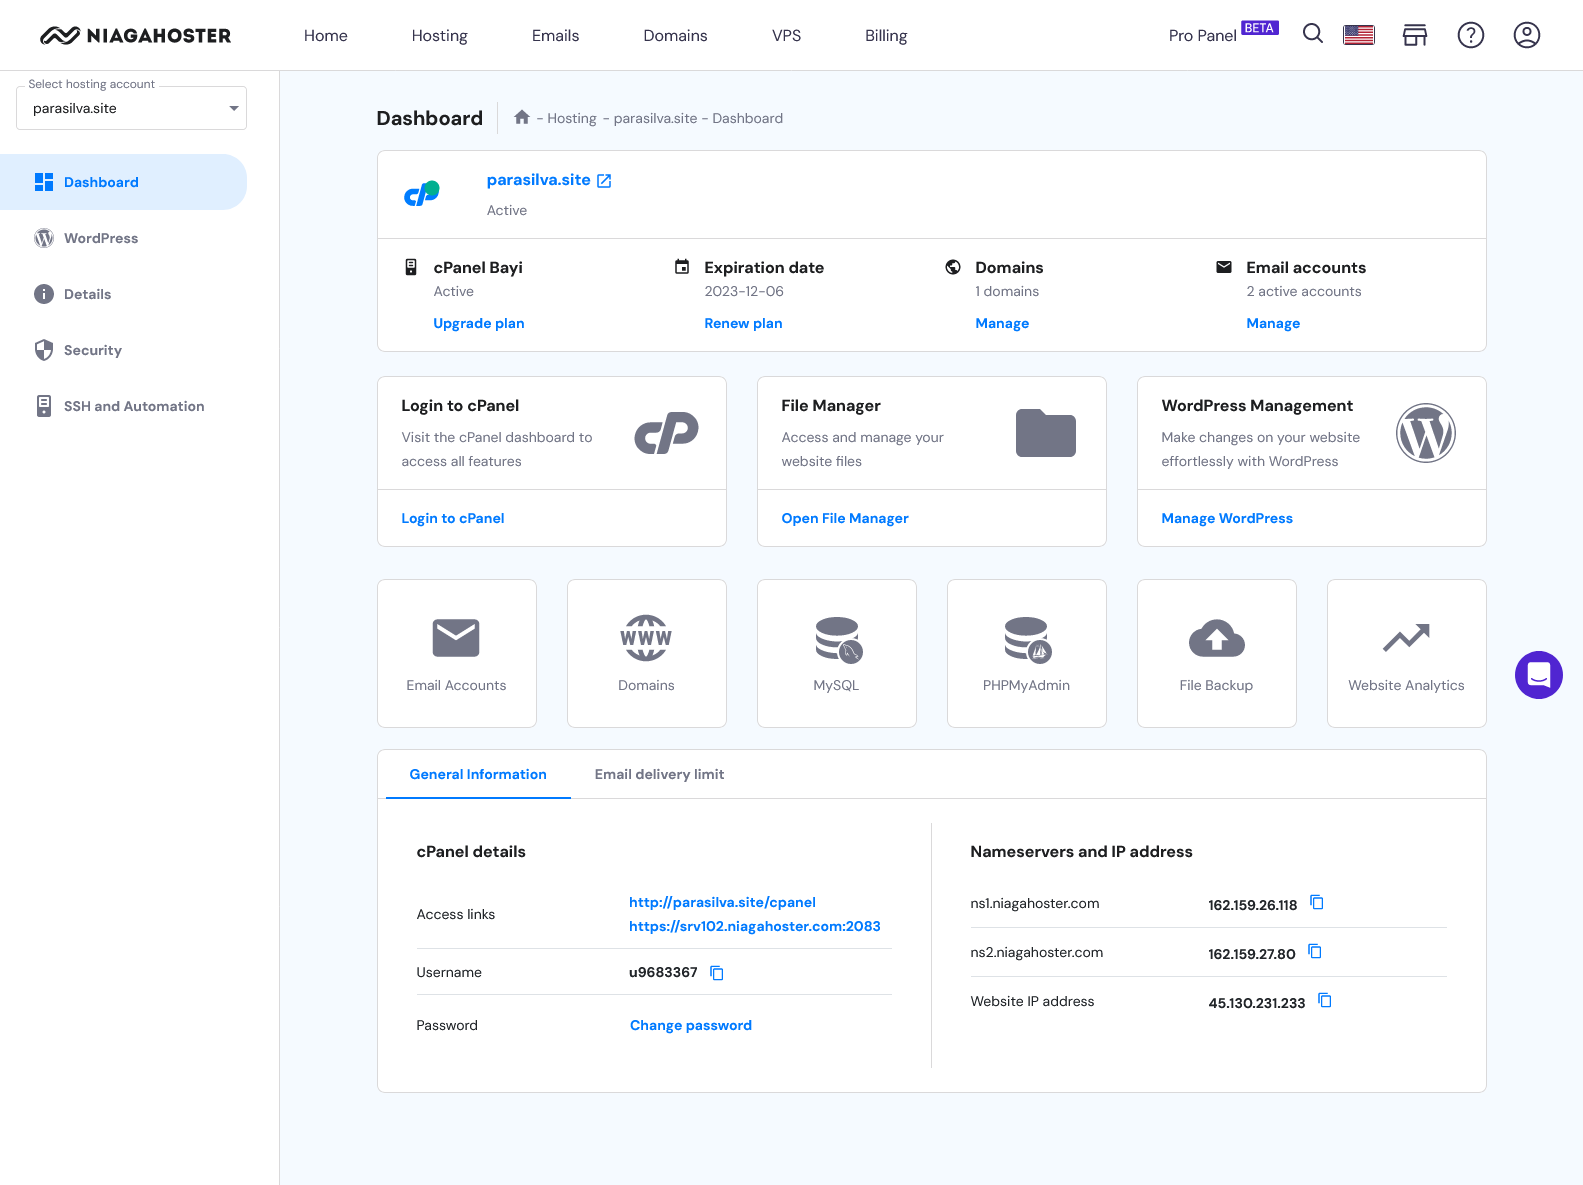 NIAGAHOSTER
Home
Hosting
Emails
Domains
VPS
Billing
Pro Panel BETA
Select hosting account
parasilva.site
Dashboard
WordPress
Details
Security
SSH and Automation
Dashboard
- Hosting - parasilva.site - Dashboard
parasilva.site
Active
cPanel Bayi
Active
Upgrade plan
Expiration date
2023-12-06
Renew plan
Domains
1 domains
Manage
Email accounts
2 active accounts
Manage
Login to cPanel
Visit the cPanel dashboard to
access all features
Login to cPanel
File Manager
Access and manage your
website files
Open File Manager
WordPress Management
Make changes on your website
effortlessly with WordPress
Manage WordPress
Email Accounts
WWW
Domains
MySQL
PHPMyAdmin
File Backup
Website Analytics
General Information
Email delivery limit
cPanel details
Access links
http://parasilva.site/cpanel
https://srv102.niagahoster.com:2083
Username
u9683367
Password
Change password
Nameservers and IP address
ns1.niagahoster.com
162.159.26.118
ns2.niagahoster.com
162.159.27.80
Website IP address
45.130.231.233